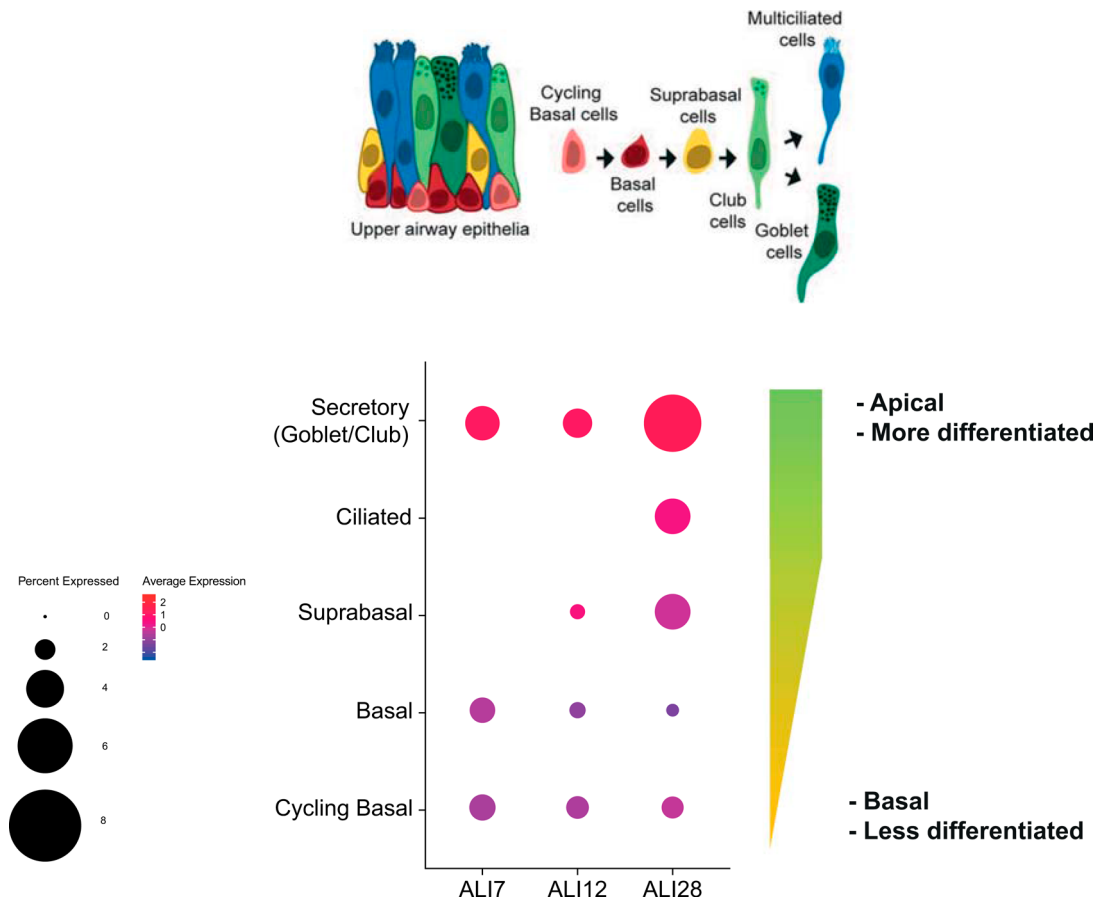 Multiciliated
cells
Cycling
Basal cells
Suprabasal
cells
Basal
cells
Club
cells
Goblet
cells
Upper airway epithelia
Secretory
(Goblet/Club)
Ciliated
Suprabasal
Basal
Cycling Basal
ALI7 ALI12 ALI28
- Apical
- More differentiated
- Basal
- Less differentiated
Percent Expressed
0
2
4
6
8
Average Expression
2
1
0